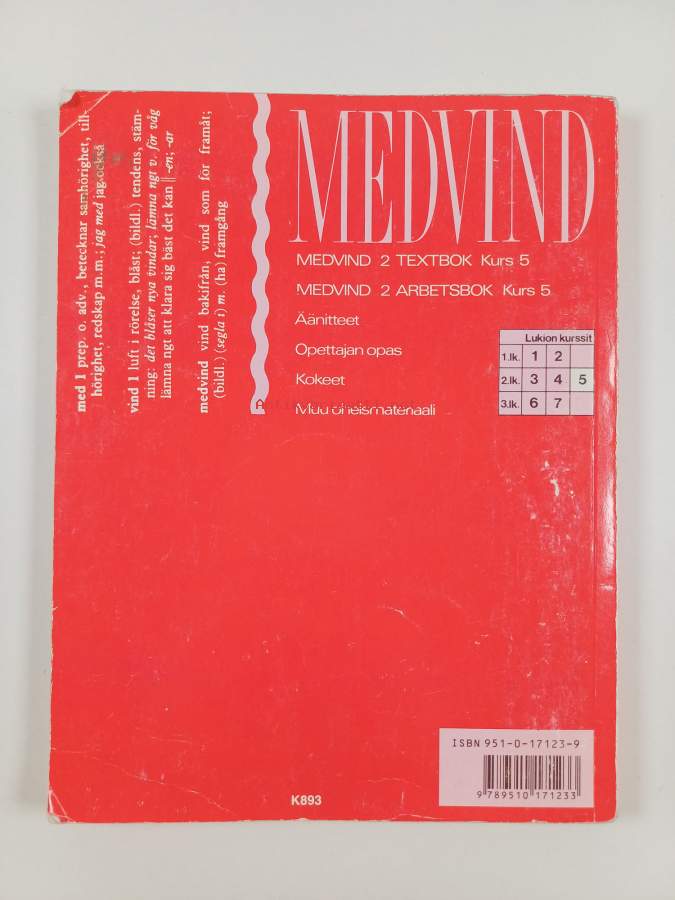 med 1 prep. o. adv., betecknar samhörighet, till-
hörighet, redskap m.m.; jag med jag också
vind 1 luft i rörelse, blåst; (bildl.) tendens, stäm-
ning: det blåser nya vindar; lämna ngt v. för våg
lämna ngt att klara sig bäst det kan || -en; -ar
medvind vind bakifrån, vind som för framåt;
(bildl.) (segla i) m. (ha) framgång
MEDVIND
MEDVIND 2 TEXTBOK Kurs 5
MEDVIND 2 ARBETSBOK Kurs 5
Äänitteet
Opettajan opas
Kokeet
Muu oheismateriaali
Lukion kurssit
1.lk. 1 2
2.lk. 3 4 5
3.lk. 6 7
ISBN 951-0-17123-9
9 789510 171233
K893